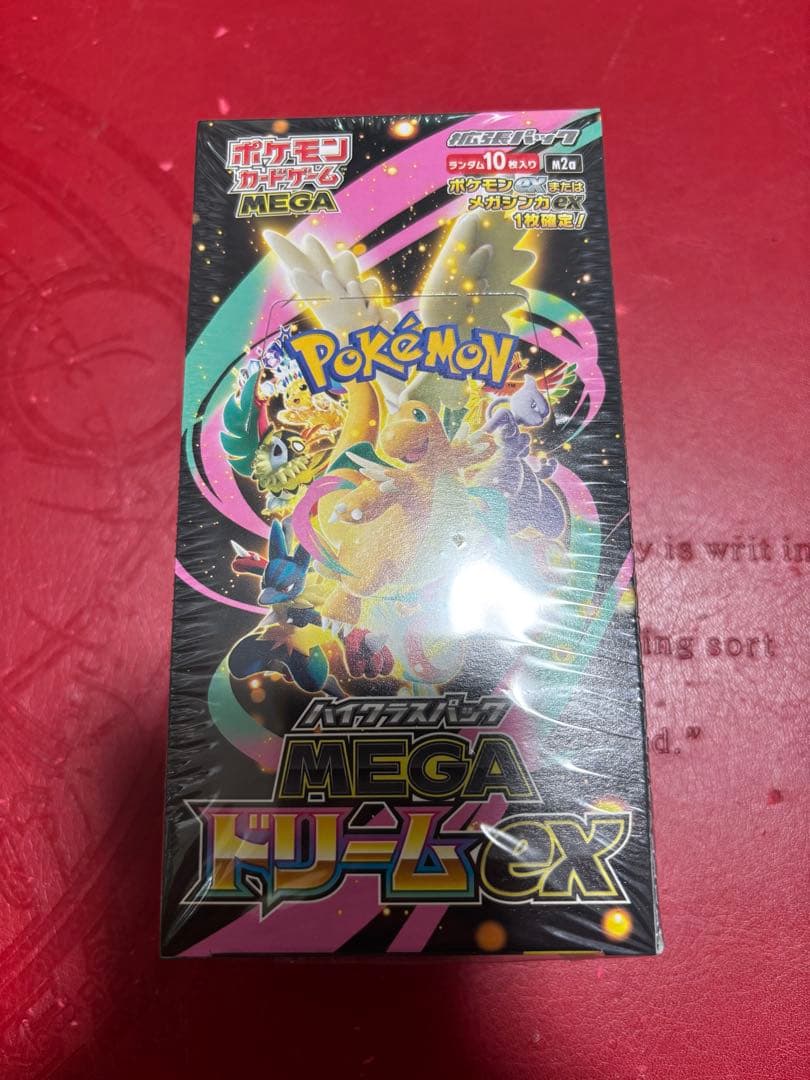 ポケモン
カードゲーム
MEGA
拡張パック
ランダム10枚入り M2a
ポケモンexまたは
メガシンカex
1枚確定!
POKéMON
TM
y is writ in
ing sort
d."
ハイクラスパック
MEGA
ドリームex